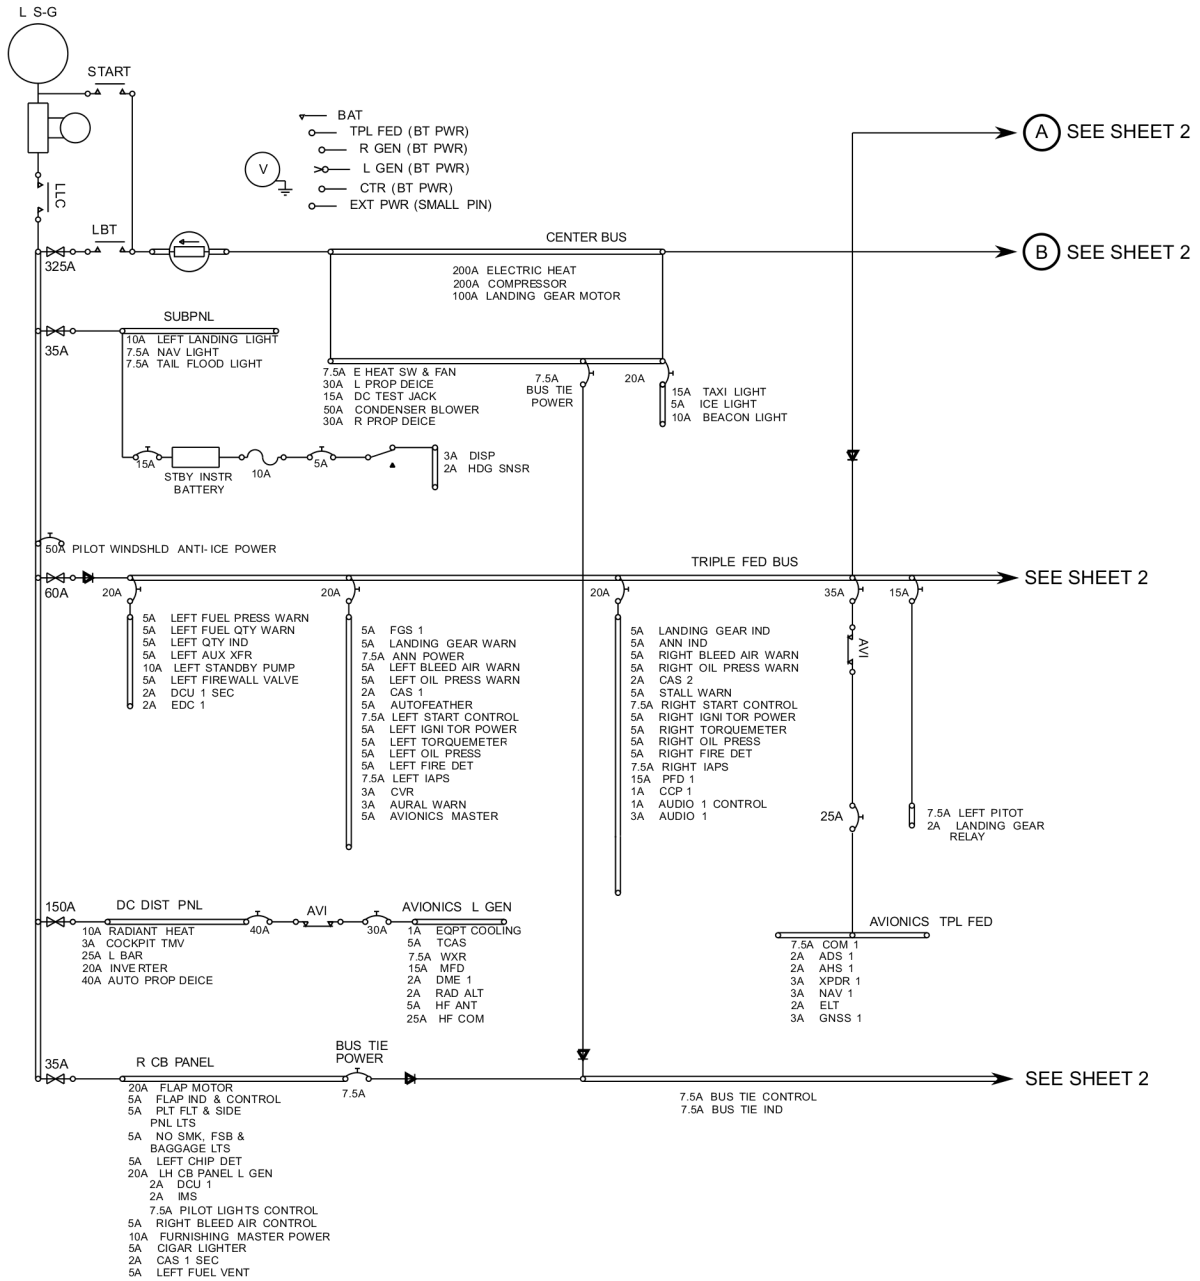 L S-G
START
BAT
TPL FED (BT PWR)
R GEN (BT PWR)
V
L GEN (BT PWR)
CTR (BT PWR)
EXT PWR (SMALL PIN)
A SEE SHEET 2
LLC
LBT
325A
CENTER BUS
B SEE SHEET 2
200A ELECTRIC HEAT
200A COMPRESSOR
100A LANDING GEAR MOTOR
SUBPNL
35A
10A LEFT LANDING LIGHT
7.5A NAV LIGHT
7.5A TAIL FLOOD LIGHT
7.5A E HEAT SW & FAN
30A L PROP DEICE
15A DC TEST JACK
50A CONDENSER BLOWER
30A R PROP DEICE
7.5A
BUS TIE
POWER
20A
15A TAXI LIGHT
5A ICE LIGHT
10A BEACON LIGHT
15A
STBY INSTR
BATTERY
10A
5A
3A DISP
2A HDG SNSR
50A PILOT WINDSHLD ANTI-ICE POWER
TRIPLE FED BUS
SEE SHEET 2
60A
20A
20A
20A
35A
15A
5A LEFT FUEL PRESS WARN
5A LEFT FUEL QTY WARN
5A LEFT QTY IND
5A LEFT AUX XFR
10A LEFT STANDBY PUMP
5A LEFT FIREWALL VALVE
2A DCU 1 SEC
2A EDC 1
5A FGS 1
5A LANDING GEAR WARN
7.5A ANN POWER
5A LEFT BLEED AIR WARN
5A LEFT OIL PRESS WARN
2A CAS 1
5A AUTOFEATHER
7.5A LEFT START CONTROL
5A LEFT IGNITOR POWER
5A LEFT TORQUEMETER
5A LEFT OIL PRESS
5A LEFT FIRE DET
7.5A LEFT IAPS
3A CVR
3A AURAL WARN
5A AVIONICS MASTER
5A LANDING GEAR IND
5A ANN IND
5A RIGHT BLEED AIR WARN
5A RIGHT OIL PRESS WARN
2A CAS 2
5A STALL WARN
7.5A RIGHT START CONTROL
5A RIGHT IGNITOR POWER
5A RIGHT TORQUEMETER
5A RIGHT OIL PRESS
5A RIGHT FIRE DET
7.5A RIGHT IAPS
15A PFD 1
1A CCP 1
1A AUDIO 1 CONTROL
3A AUDIO 1
AVI
25A
7.5A LEFT PITOT
2A LANDING GEAR
RELAY
150A
DC DIST PNL
10A RADIANT HEAT
3A COCKPIT TMV
25A L BAR
20A INVERTER
40A AUTO PROP DEICE
40A
AVI
30A
AVIONICS L GEN
1A EQPT COOLING
5A TCAS
7.5A WXR
15A MFD
2A DME 1
2A RAD ALT
5A HF ANT
25A HF COM
AVIONICS TPL FED
7.5A COM 1
2A ADS 1
2A AHS 1
3A XPDR 1
3A NAV 1
2A ELT
3A GNSS 1
35A
R CB PANEL
BUS TIE
POWER
7.5A
SEE SHEET 2
7.5A BUS TIE CONTROL
7.5A BUS TIE IND
20A FLAP MOTOR
5A FLAP IND & CONTROL
5A PLT FLT & SIDE
PNL LTS
5A NO SMK, FSB &
BAGGAGE LTS
5A LEFT CHIP DET
20A LH CB PANEL L GEN
2A DCU 1
2A IMS
7.5A PILOT LIGHTS CONTROL
5A RIGHT BLEED AIR CONTROL
10A FURNISHING MASTER POWER
5A CIGAR LIGHTER
2A CAS 1 SEC
5A LEFT FUEL VENT